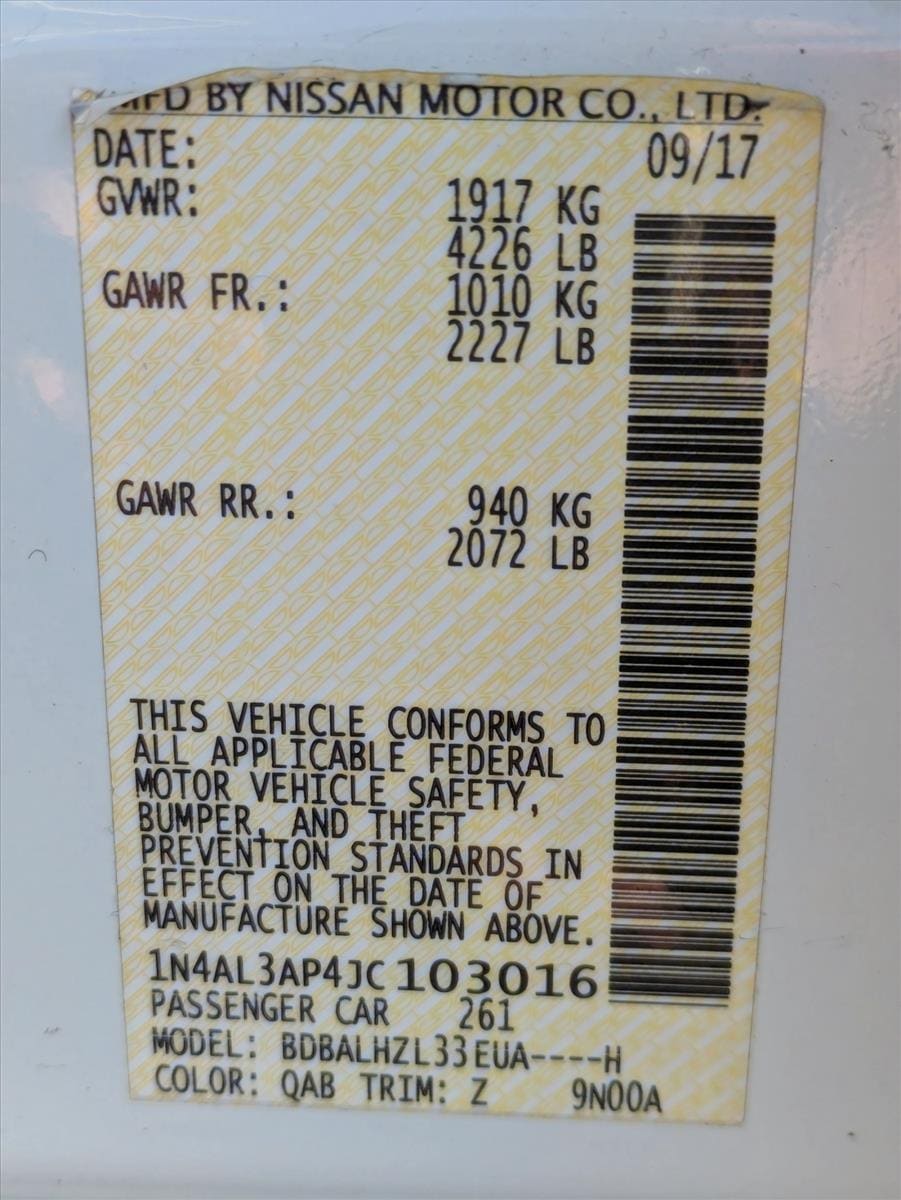 MFD BY NISSAN MOTOR CO., LTD.
DATE: 09/17
GVWR: 1917 KG
4226 LB
GAWR FR.: 1010 KG
2227 LB
GAWR RR.: 940 KG
2072 LB
THIS VEHICLE CONFORMS TO
ALL APPLICABLE FEDERAL
MOTOR VEHICLE SAFETY,
BUMPER, AND THEFT
PREVENTION STANDARDS IN
EFFECT ON THE DATE OF
MANUFACTURE SHOWN ABOVE.
1N4AL3AP4JC103016
PASSENGER CAR 261
MODEL: BDBALHZL33EUA----H
COLOR: QAB TRIM: Z 9N00A